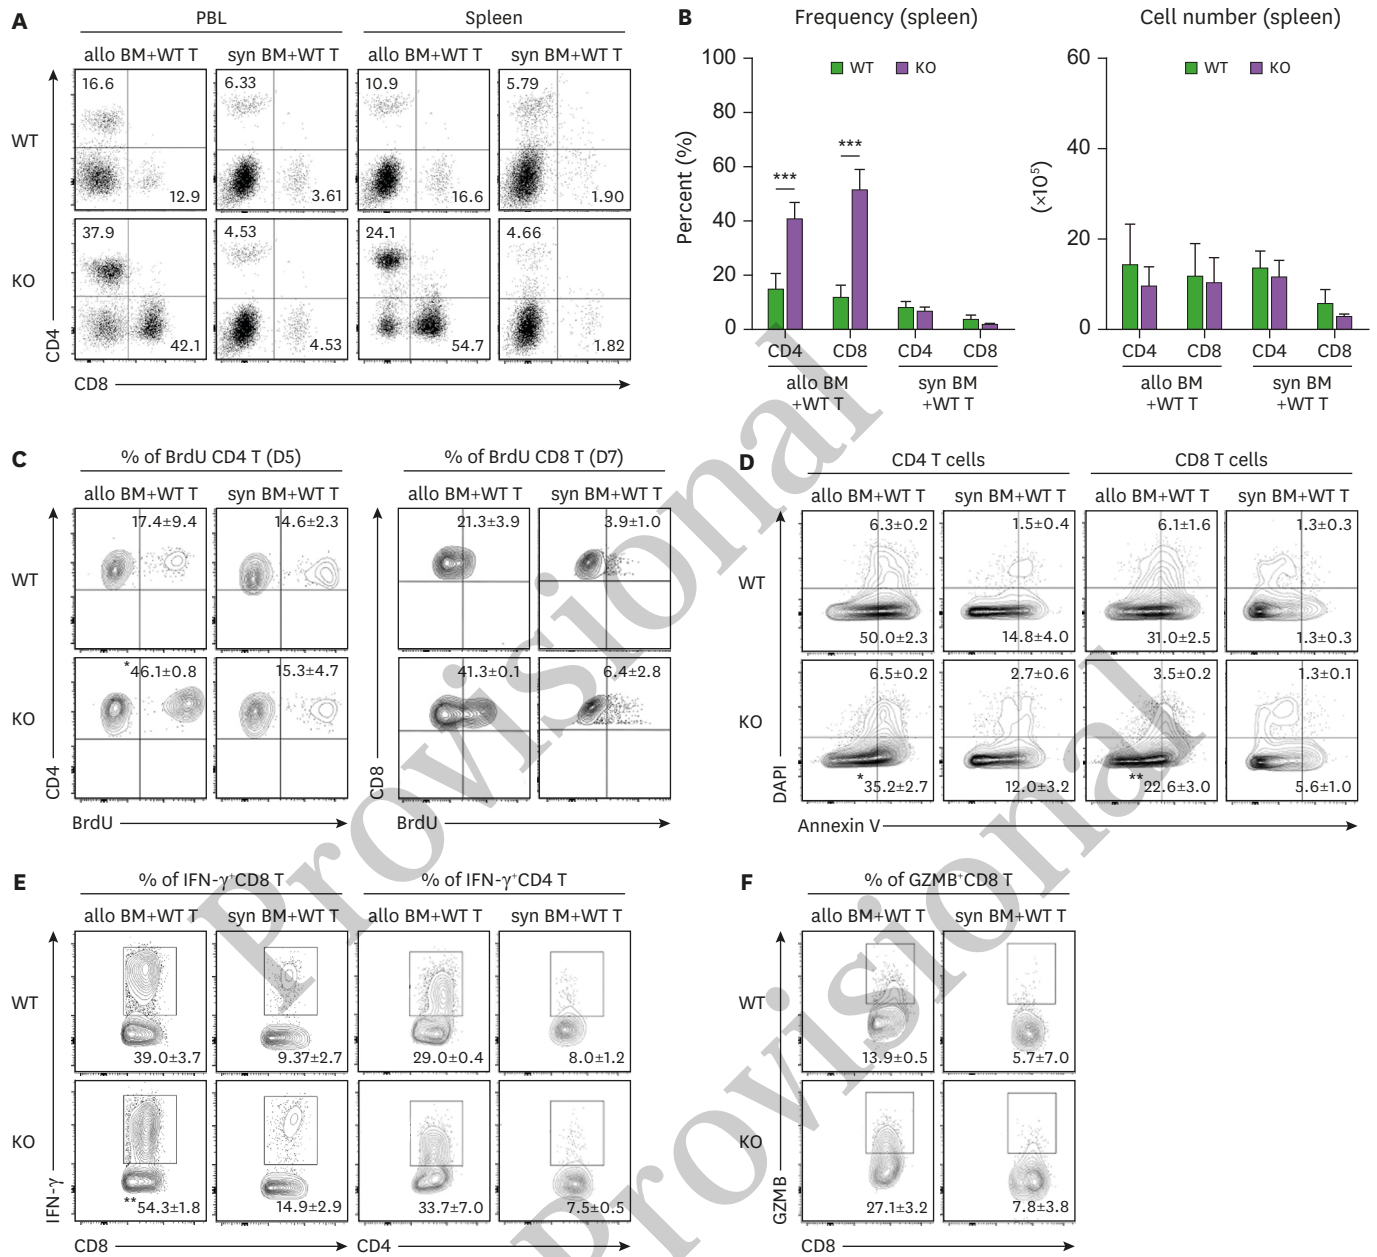 A
PBL
Spleen
allo BM+WT T
syn BM+WT T
allo BM+WT T
syn BM+WT T
WT
16.6
12.9
6.33
3.61
10.9
16.6
5.79
1.90
KO
37.9
42.1
4.53
4.53
24.1
54.7
4.66
1.82
CD4
CD8
B
Frequency (spleen)
WT
KO
Percent (%)
100
80
60
40
20
0
***
***
CD4
CD8
CD4
CD8
allo BM
+WT T
syn BM
+WT T
Cell number (spleen)
WT
KO
(×10⁵)
60
40
20
0
CD4
CD8
CD4
CD8
allo BM
+WT T
syn BM
+WT T
C
% of BrdU CD4 T (D5)
% of BrdU CD8 T (D7)
allo BM+WT T
syn BM+WT T
allo BM+WT T
syn BM+WT T
WT
17.4±9.4
14.6±2.3
21.3±3.9
3.9±1.0
KO
*46.1±0.8
15.3±4.7
41.3±0.1
6.4±2.8
CD4
BrdU
CD8
BrdU
D
CD4 T cells
CD8 T cells
allo BM+WT T
syn BM+WT T
allo BM+WT T
syn BM+WT T
WT
6.3±0.2
50.0±2.3
1.5±0.4
14.8±4.0
6.1±1.6
31.0±2.5
1.3±0.3
1.3±0.3
KO
6.5±0.2
*35.2±2.7
2.7±0.6
12.0±3.2
3.5±0.2
**22.6±3.0
1.3±0.1
5.6±1.0
DAPI
Annexin V
E
% of IFN-γ⁺CD8 T
% of IFN-γ⁺CD4 T
allo BM+WT T
syn BM+WT T
allo BM+WT T
syn BM+WT T
WT
39.0±3.7
9.37±2.7
29.0±0.4
8.0±1.2
KO
**54.3±1.8
14.9±2.9
33.7±7.0
7.5±0.5
IFN-γ
CD8
CD4
F
% of GZMB⁺CD8 T
allo BM+WT T
syn BM+WT T
WT
13.9±0.5
5.7±7.0
KO
27.1±3.2
7.8±3.8
GZMB
CD8
Provisional
Provisional